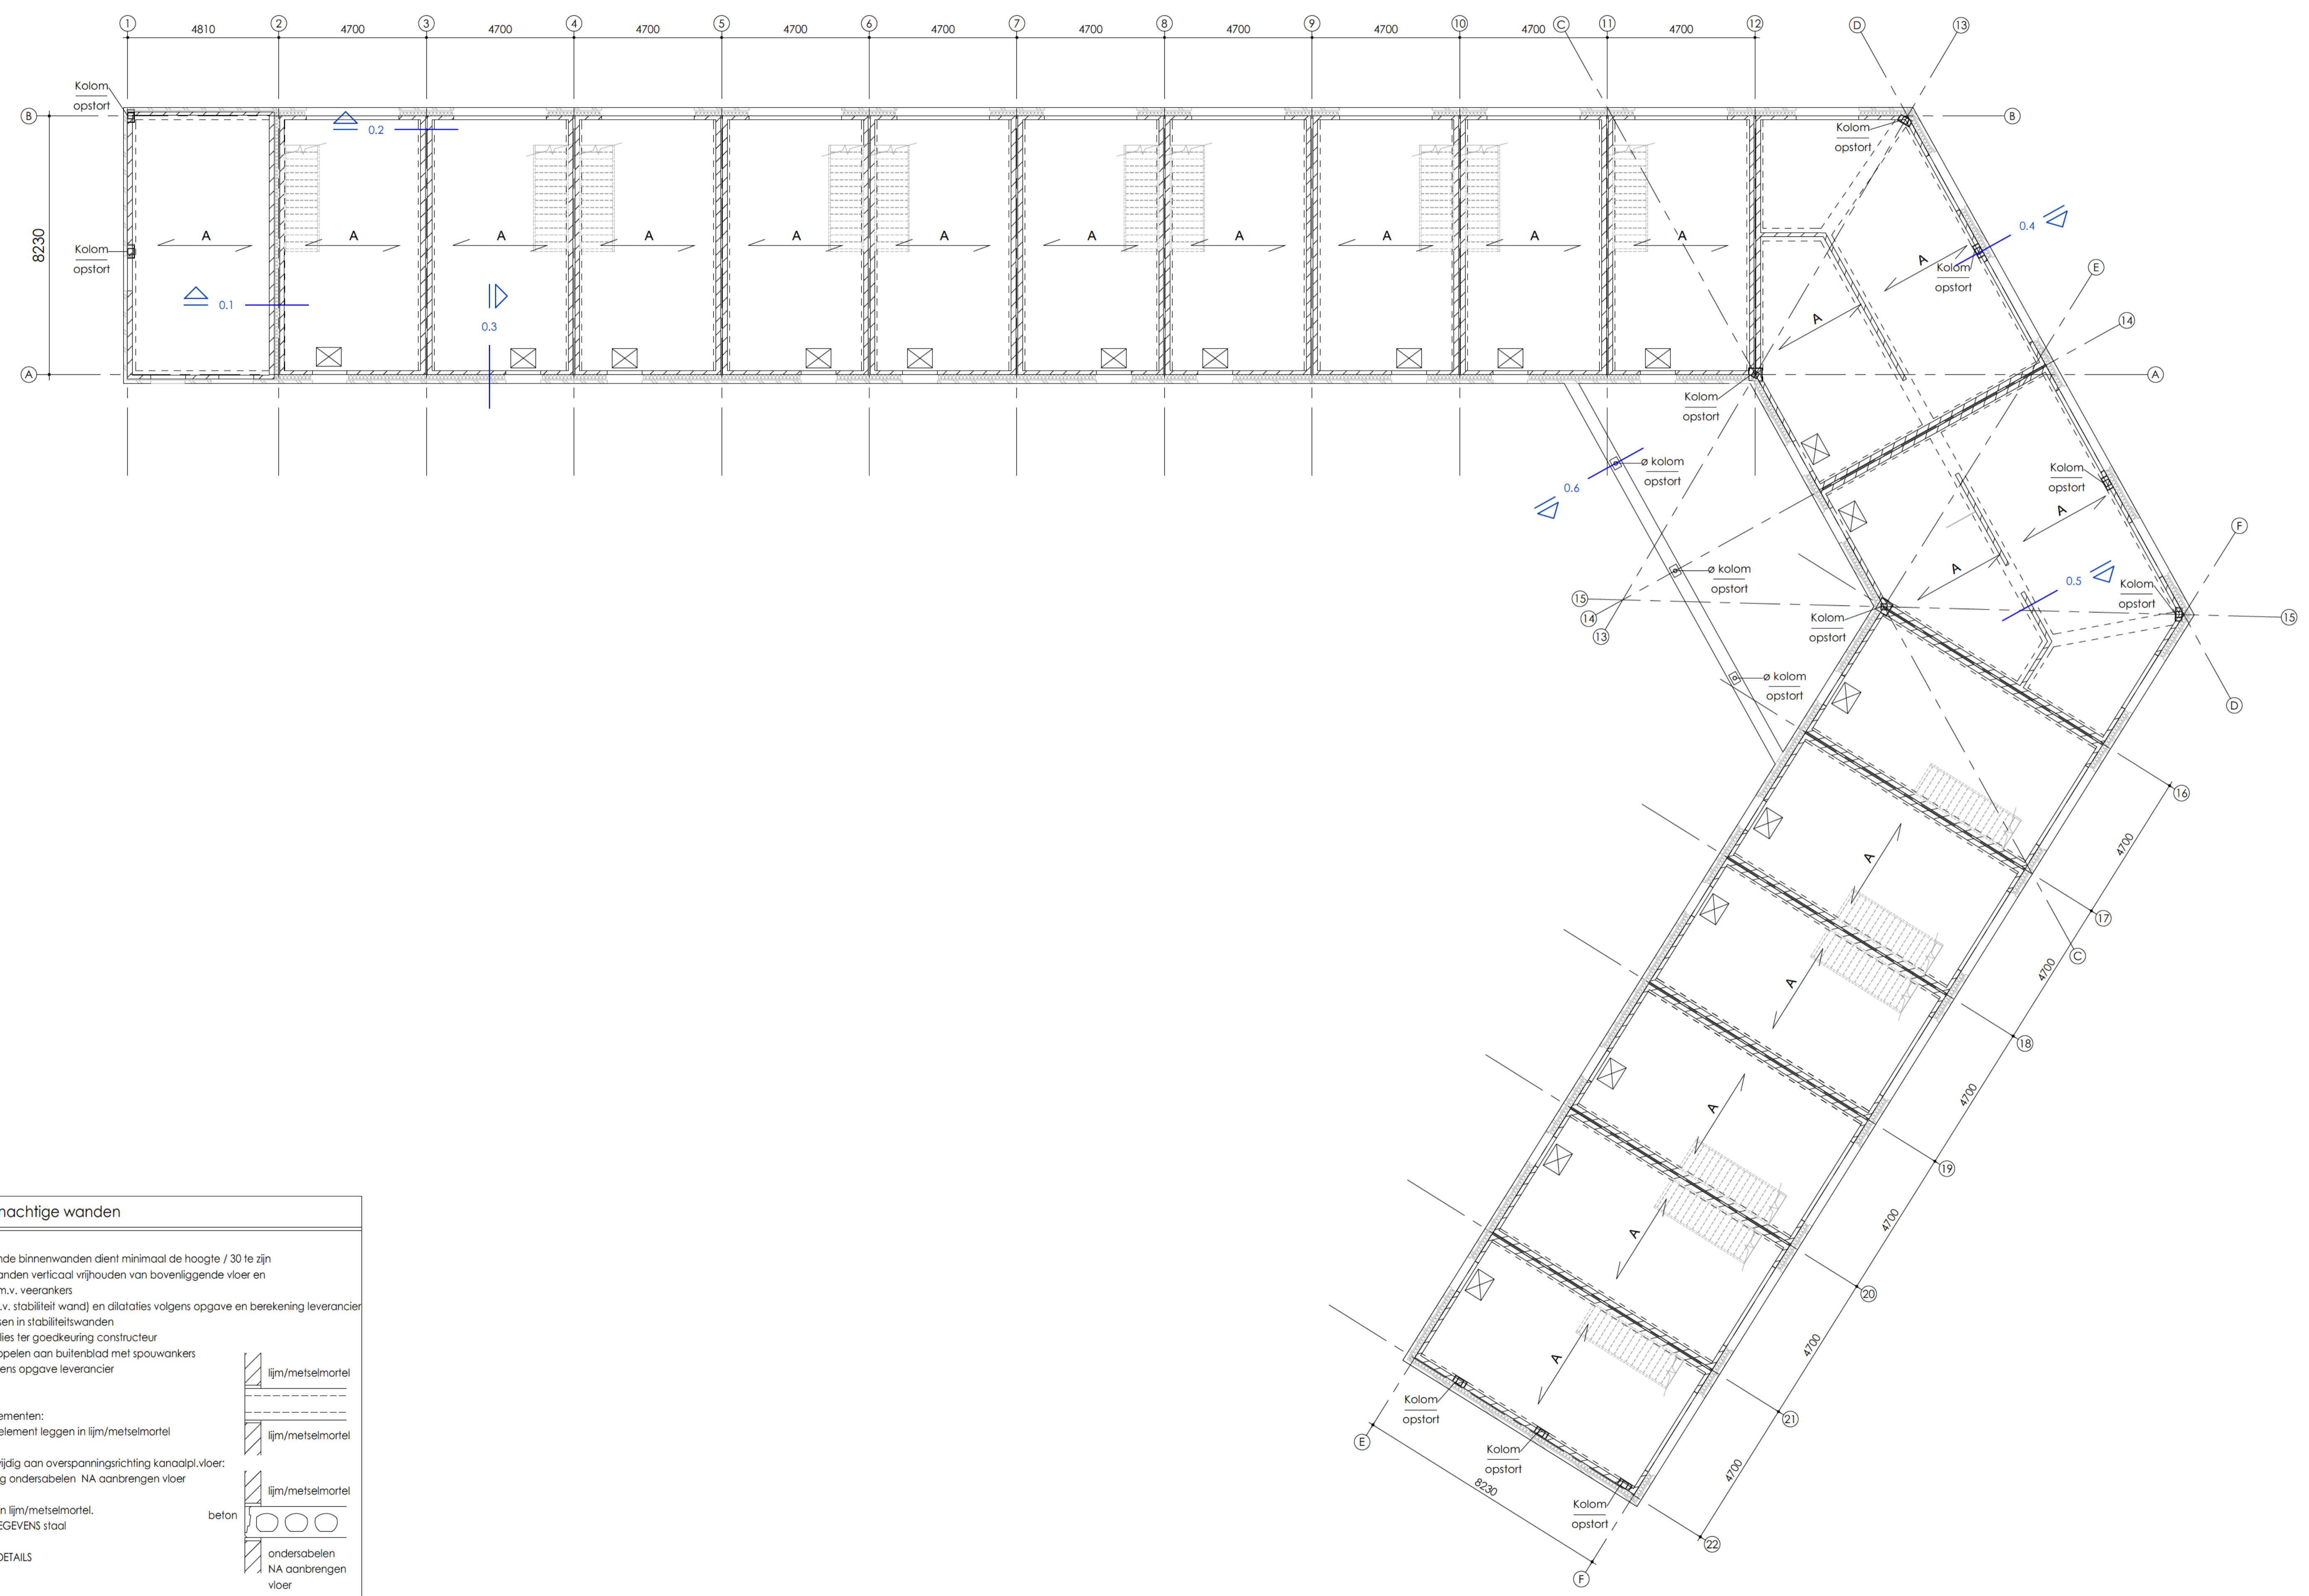 1 2 3 4 5 6 7 8 9 10 C 11 12 D 13
4810 4700 4700 4700 4700 4700 4700 4700 4700 4700 4700
Kolom
opstort
B
0.2
Kolom
opstort
B
8230
A A A A A A A A A A A
Kolom
opstort
0.1
0.3
A
0.4
Kolom
opstort
A
E
A
14
A
Kolom
opstort
ø kolom
opstort
0.6
Kolom
opstort
A
F
ø kolom
opstort
A
0.5
Kolom
opstort
15
14
13
Kolom
opstort
15
ø kolom
opstort
D
16
4700
A
17
4700
C
A
18
4700
A
19
4700
A
20
4700
A
21
4700
22
Kolom
opstort
Kolom
opstort
Kolom
opstort
E
8230
F
nachtige wanden
nde binnenwanden dient minimaal de hoogte / 30 te zijn
anden verticaal vrijhouden van bovenliggende vloer en
m.v. veerankers
.v. stabiliteit wand) en dilataties volgens opgave en berekening leverancier
sen in stabiliteitswanden
lies ter goedkeuring constructeur
ppelen aan buitenblad met spouwankers
ens opgave leverancier
lijm/metselmortel
ementen:
element leggen in lijm/metselmortel
lijm/metselmortel
vijdig aan overspanningsrichting kanaalpl.vloer:
g ondersabelen NA aanbrengen vloer
lijm/metselmortel
n lijm/metselmortel.
EGEVENS staal
beton
DETAILS
ondersabelen
NA aanbrengen
vloer